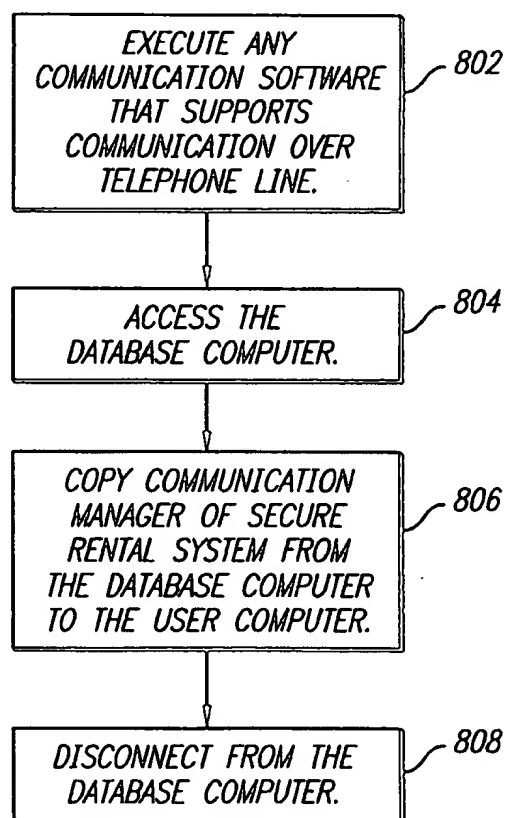 EXECUTE ANY
COMMUNICATION SOFTWARE
THAT SUPPORTS
COMMUNICATION OVER
TELEPHONE LINE.
802
ACCESS THE
DATABASE COMPUTER.
804
COPY COMMUNICATION
MANAGER OF SECURE
RENTAL SYSTEM FROM
THE DATABASE COMPUTER
TO THE USER COMPUTER.
806
DISCONNECT FROM THE
DATABASE COMPUTER.
808